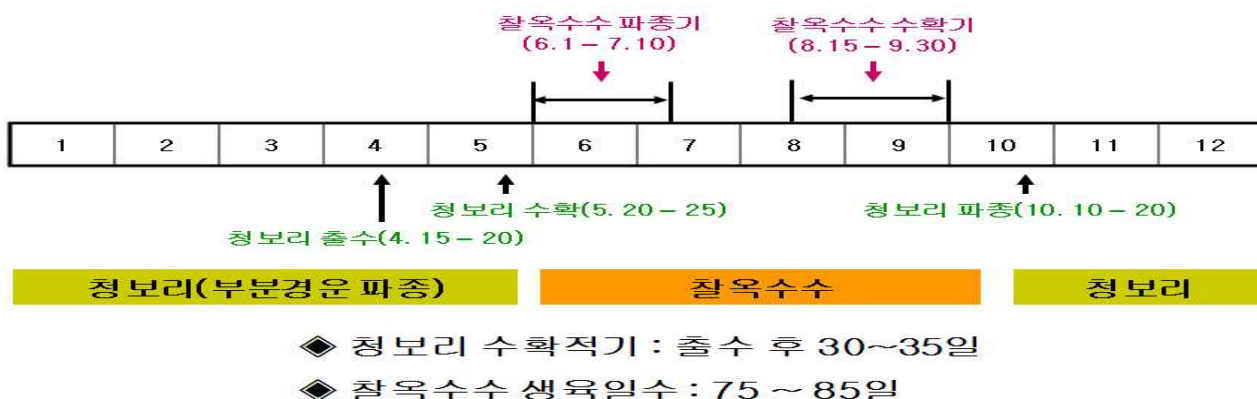 찰옥수수 파종기
(6.1 – 7.10)
찰옥수수 수확기
(8.15 – 9.30)
1 2 3 4 5 6 7 8 9 10 11 12
청보리 수확(5. 20 – 25)
청보리 파종(10. 10 – 20)
청보리 출수(4. 15 – 20)
청보리(부분경운 파종) 찰옥수수 청보리
◈ 청보리 수확적기 : 출수 후 30~35일
◈ 찰옥수수 생육일수 : 75 ~ 85일